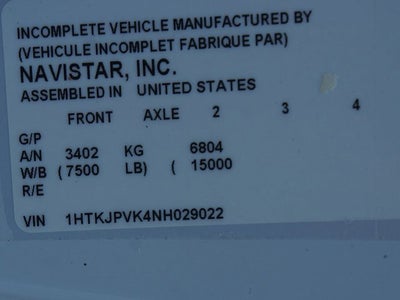 INCOMPLETE VEHICLE MANUFACTURED BY
(VEHICULE INCOMPLET FABRIQUE PAR)
NAVISTAR, INC.
ASSEMBLED IN UNITED STATES
FRONT AXLE 2 3 4
G/P
A/N 3402 KG 6804
W/B (7500 LB) (15000
R/E
VIN 1HTKJPVK4NH029022